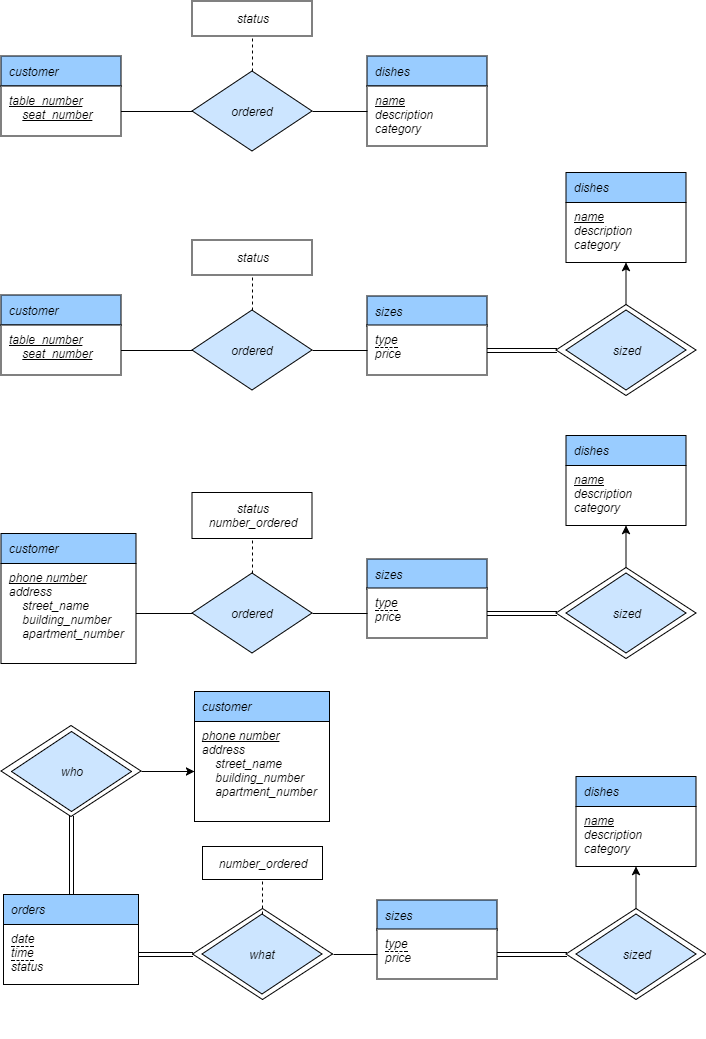 status
customer
table_number
seat_number
ordered
dishes
name
description
category
dishes
name
description
category
status
customer
table_number
seat_number
ordered
sizes
type
price
sized
dishes
name
description
category
status
number_ordered
customer
phone number
address
street_name
building_number
apartment_number
ordered
sizes
type
price
sized
customer
phone number
address
street_name
building_number
apartment_number
who
dishes
name
description
category
number_ordered
orders
date
time
status
what
sizes
type
price
sized